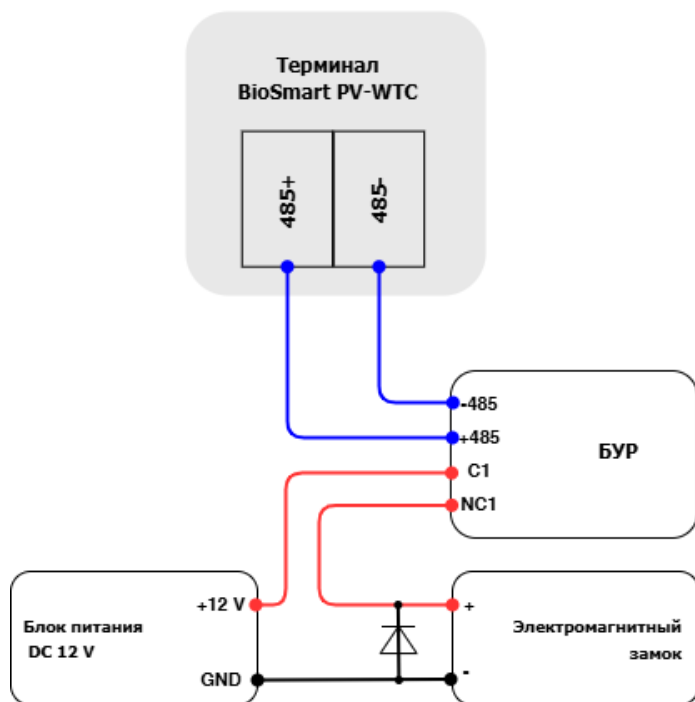 Терминал
BioSmart PV-WTC
485+
485-
-485
+485
БУР
C1
NC1
+12 V
Блок питания
DC 12 V
GND
+
Электромагнитный
замок
-